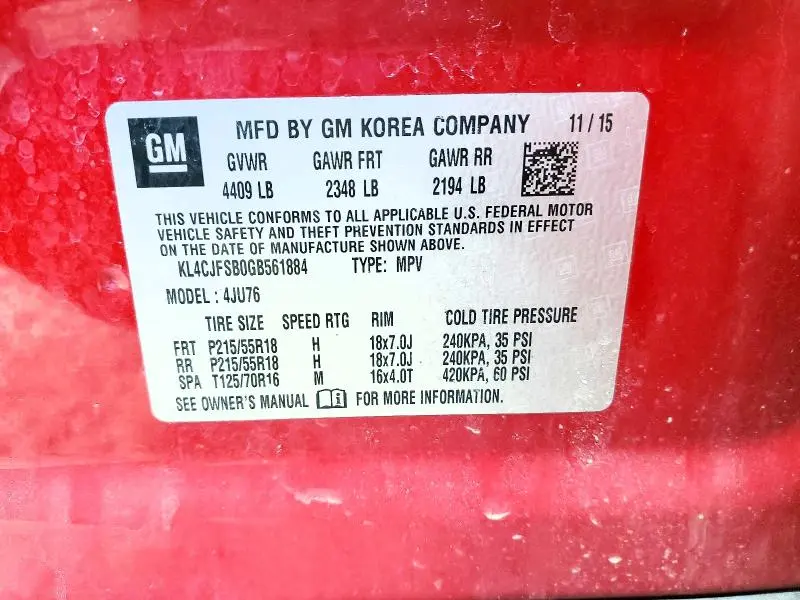 GM
MFD BY GM KOREA COMPANY 11 / 15
GVWR GAWR FRT GAWR RR
4409 LB 2348 LB 2194 LB
THIS VEHICLE CONFORMS TO ALL APPLICABLE U.S. FEDERAL MOTOR
VEHICLE SAFETY AND THEFT PREVENTION STANDARDS IN EFFECT
ON THE DATE OF MANUFACTURE SHOWN ABOVE.
KL4CJFSB0GB561884 TYPE: MPV
MODEL : 4JU76
TIRE SIZE SPEED RTG RIM COLD TIRE PRESSURE
FRT P215/55R18 H 18x7.0J 240KPA, 35 PSI
RR P215/55R18 H 18x7.0J 240KPA, 35 PSI
SPA T125/70R16 M 16x4.0T 420KPA, 60 PSI
SEE OWNER'S MANUAL i FOR MORE INFORMATION.